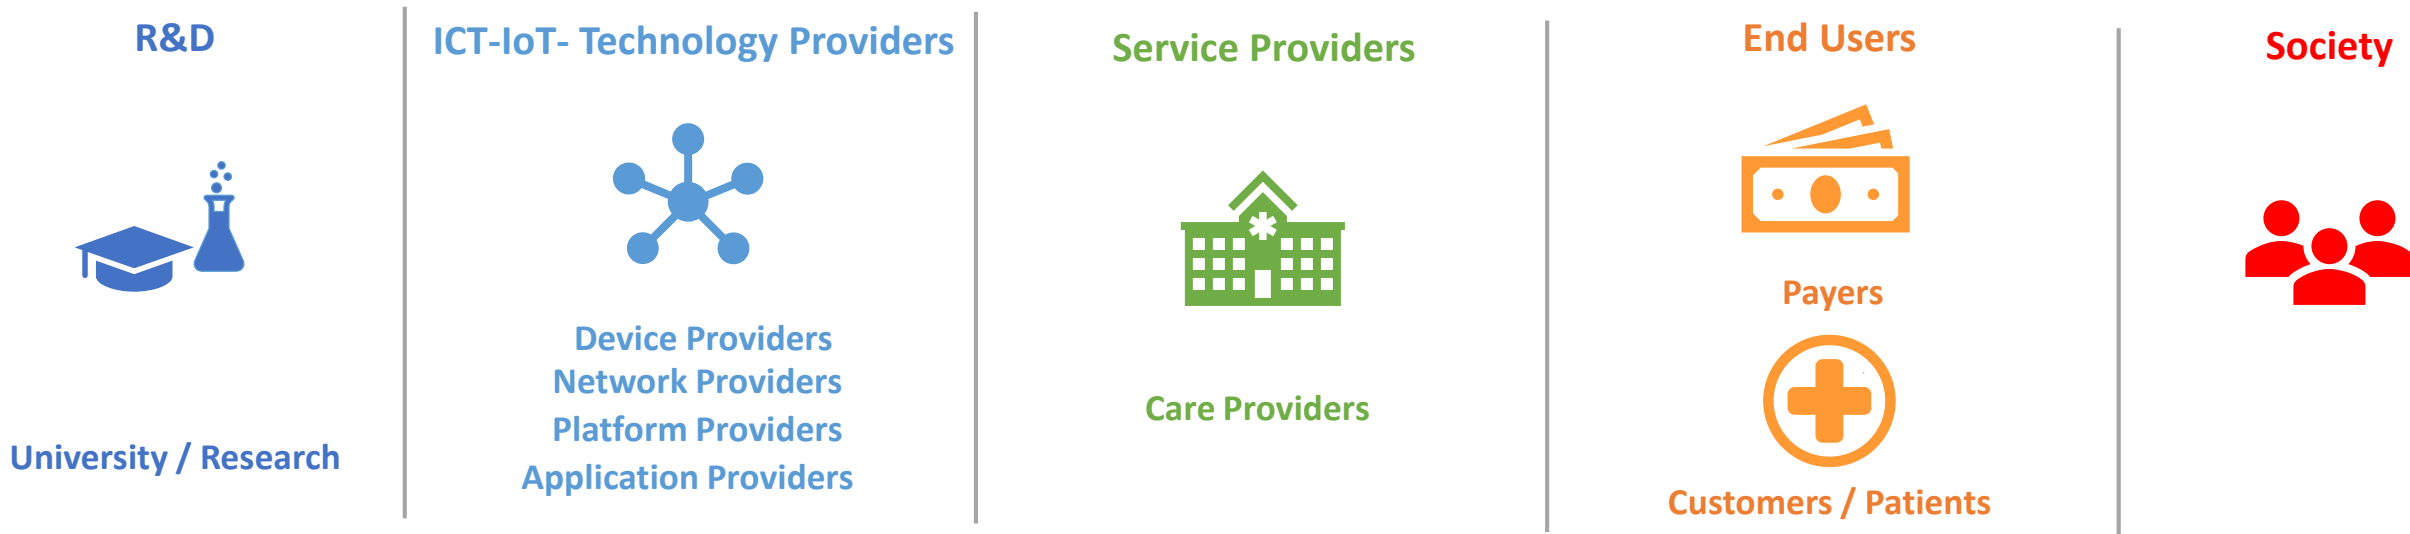 R&D
University / Research
ICT-IoT- Technology Providers
Device Providers
Network Providers
Platform Providers
Application Providers
Service Providers
Care Providers
End Users
Payers
Customers / Patients
Society